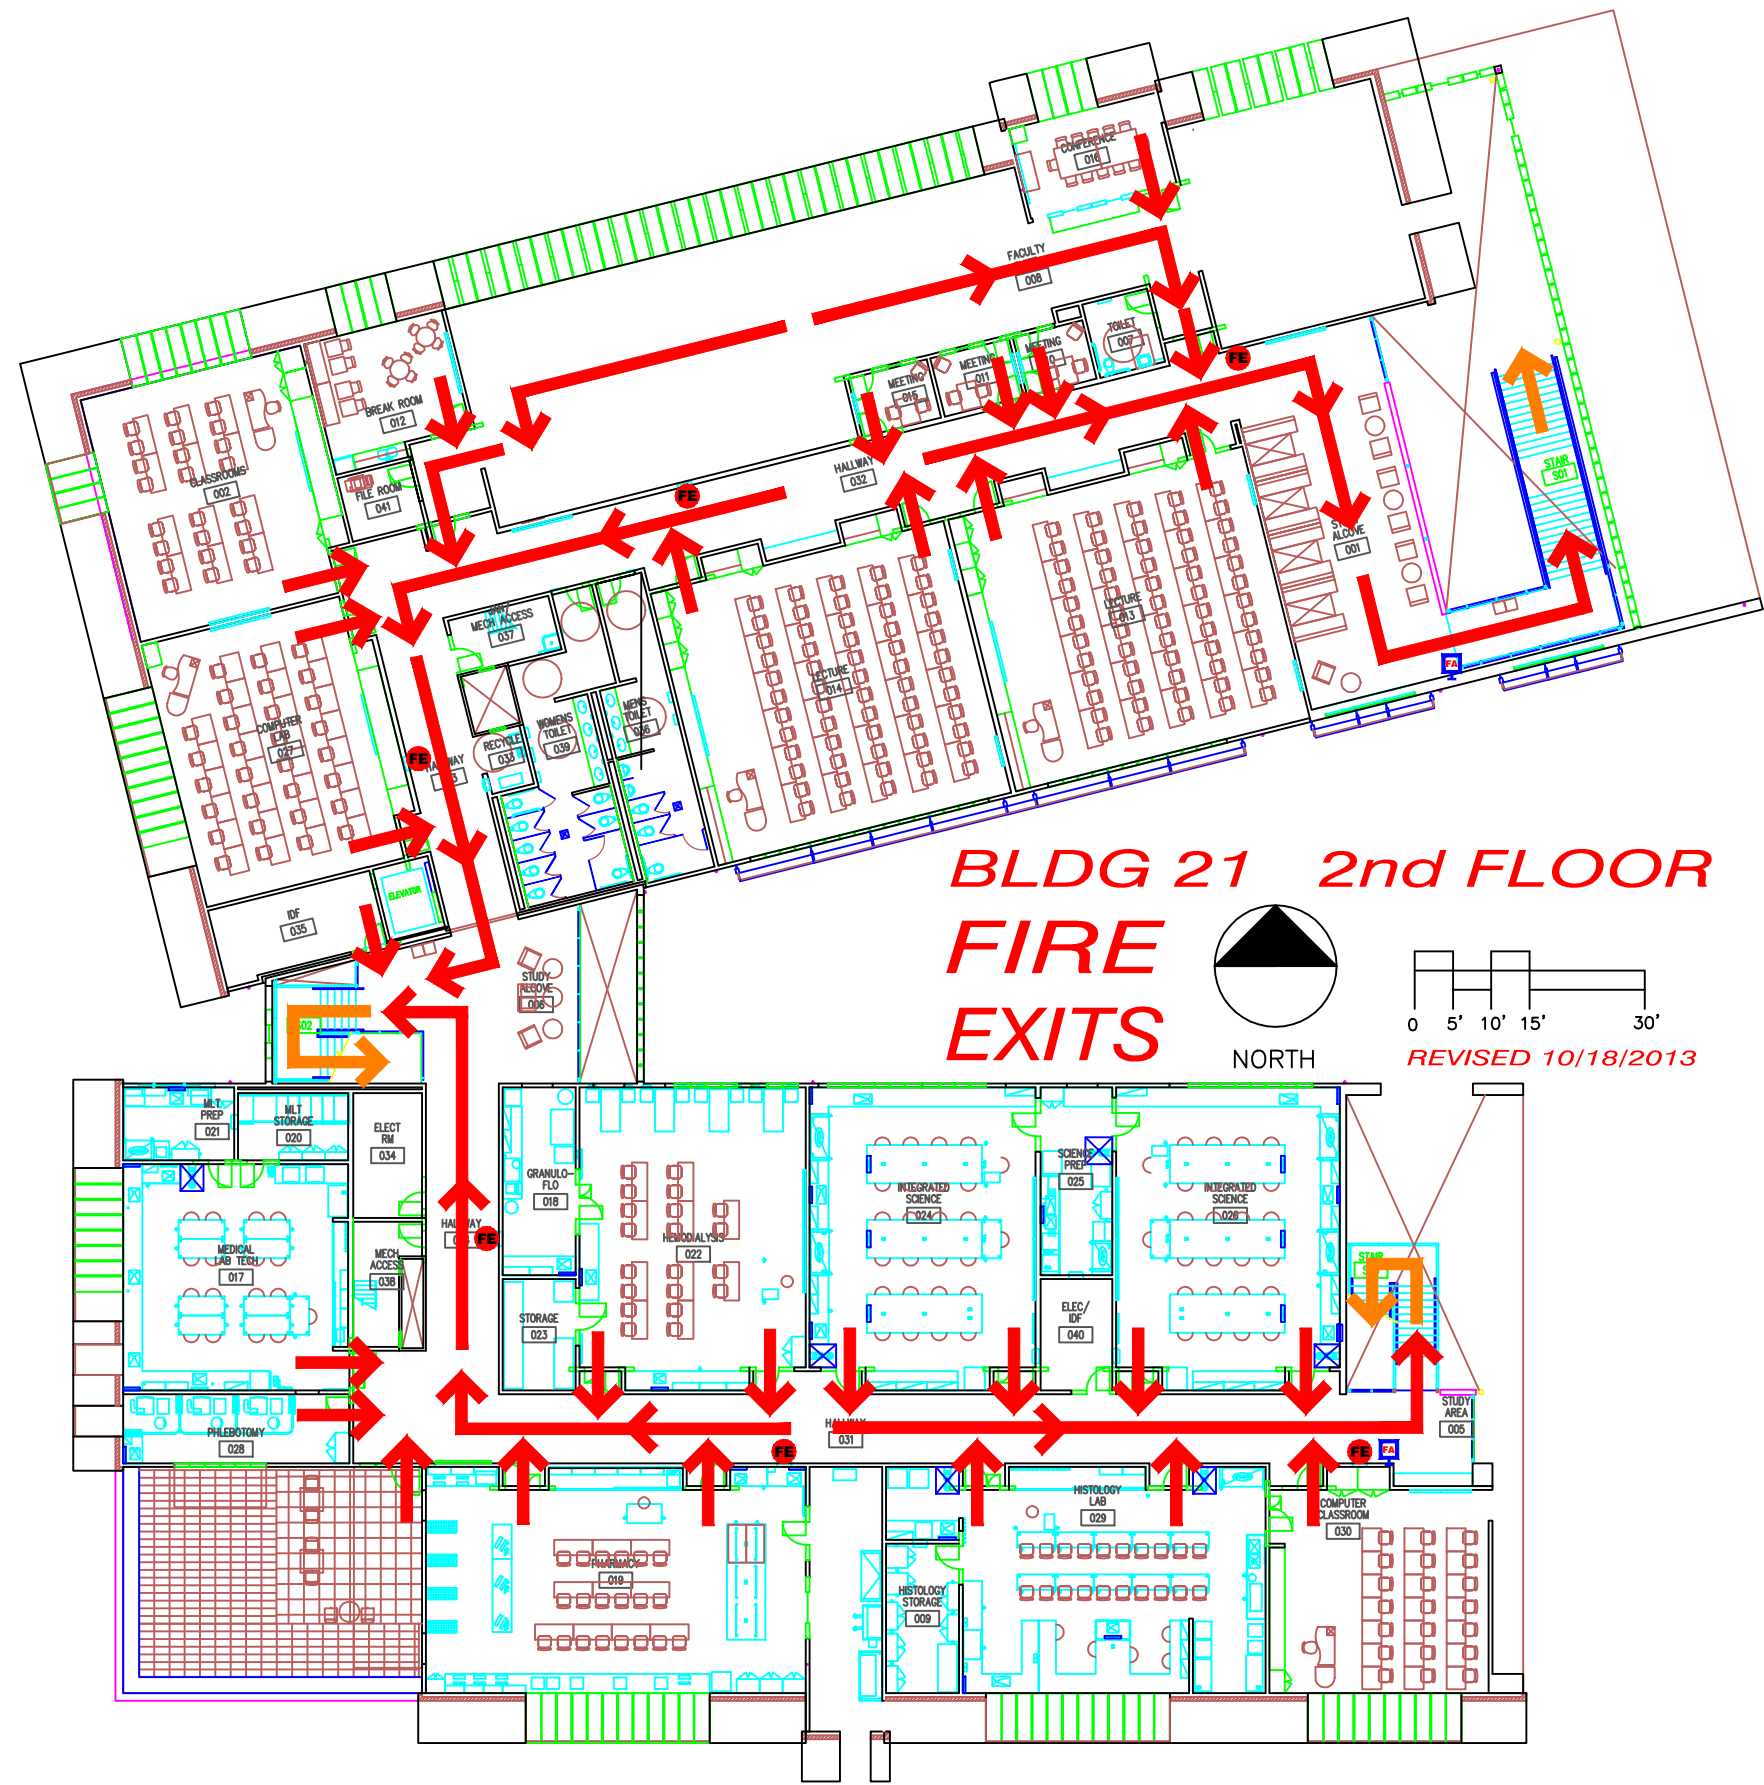 CONFERENCE
016
FACULTY
008
TOILET
007
MEETING
MEETING
011
MEETING
015
FE
BREAK ROOM
012
CLASSROOMS
002
FILE ROOM
041
HALLWAY
032
FE
STAIR
S01
ALCOVE
001
MECH ACCESS
037
LECTURE
013
LECTURE
014
FA
COMPUTER
LAB
027
FE
RECYCLE
033
WOMENS
TOILET
039
MENS
TOILET
036
ELEVATOR
IDF
035
BLDG 21 2nd FLOOR
FIRE
EXITS
NORTH
0 5' 10' 15' 30'
REVISED 10/18/2013
STUDY
ALCOVE
006
S02
MLT
PREP
021
MLT
STORAGE
020
ELECT
RM
034
GRANULO-
FLO
018
HEMODIALYSIS
022
INTEGRATED
SCIENCE
024
SCIENCE
PREP
025
INTEGRATED
SCIENCE
026
HALLWAY
FE
MEDICAL
LAB TECH
017
MECH
ACCESS
038
STORAGE
023
ELEC/
IDF
040
STAIR
PHLEBOTOMY
028
HALLWAY
031
FE
FE
FA
STUDY
AREA
005
PHARMACY
019
HISTOLOGY
LAB
029
HISTOLOGY
STORAGE
009
COMPUTER
CLASSROOM
030